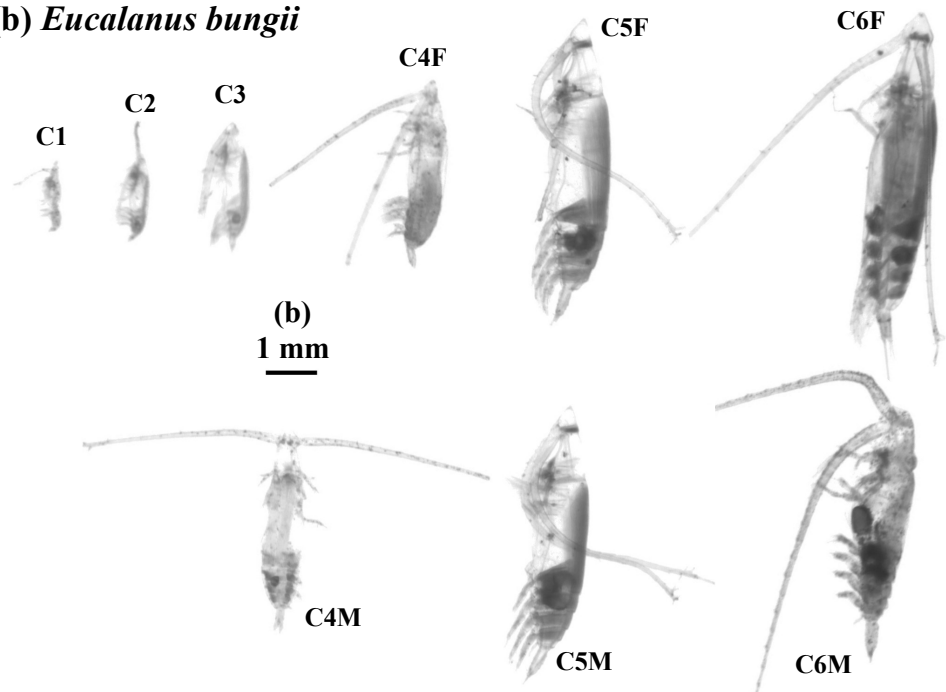 b) Eucalanus bungii
C1
C2
C3
C4F
C5F
C6F
(b)
1 mm
C4M
C5M
C6M